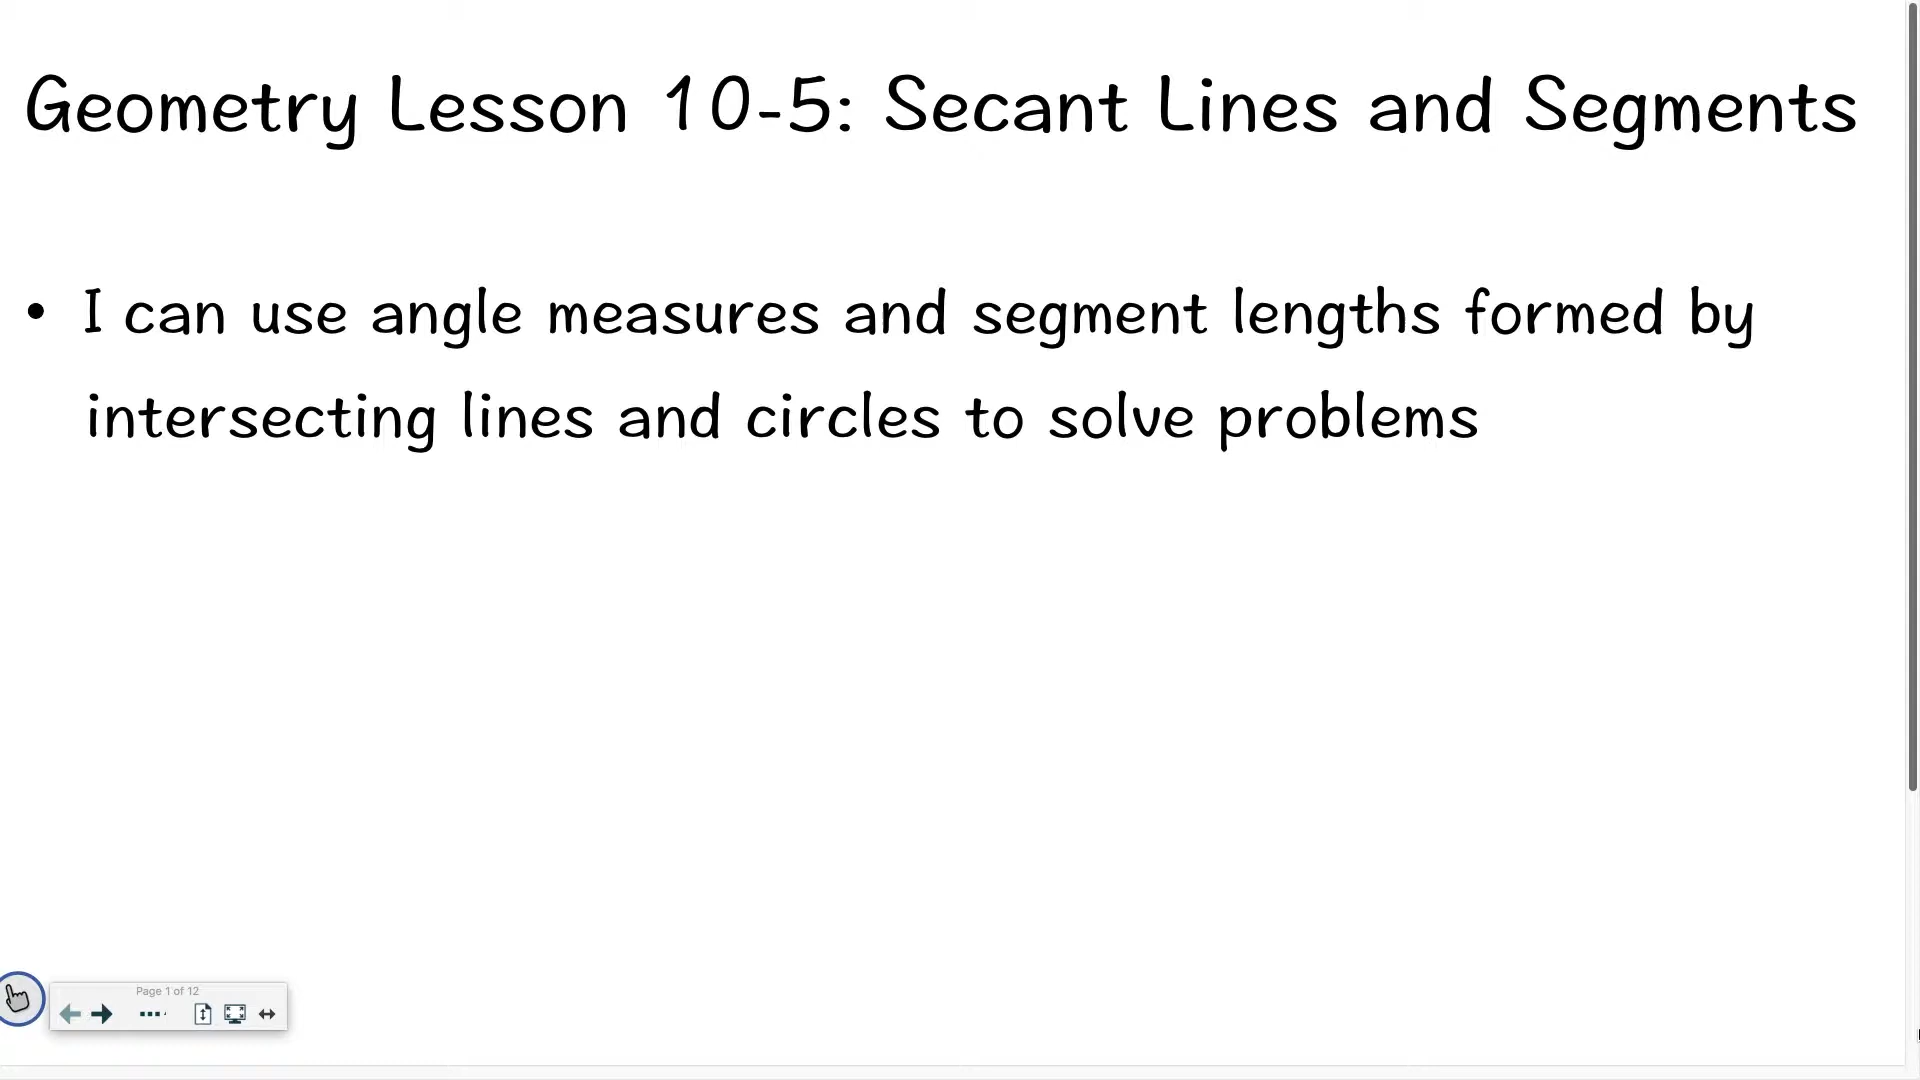 Geometry Lesson 10-5: Secant Lines and Segments
• I can use angle measures and segment lengths formed by
intersecting lines and circles to solve problems
Page 1 of 12